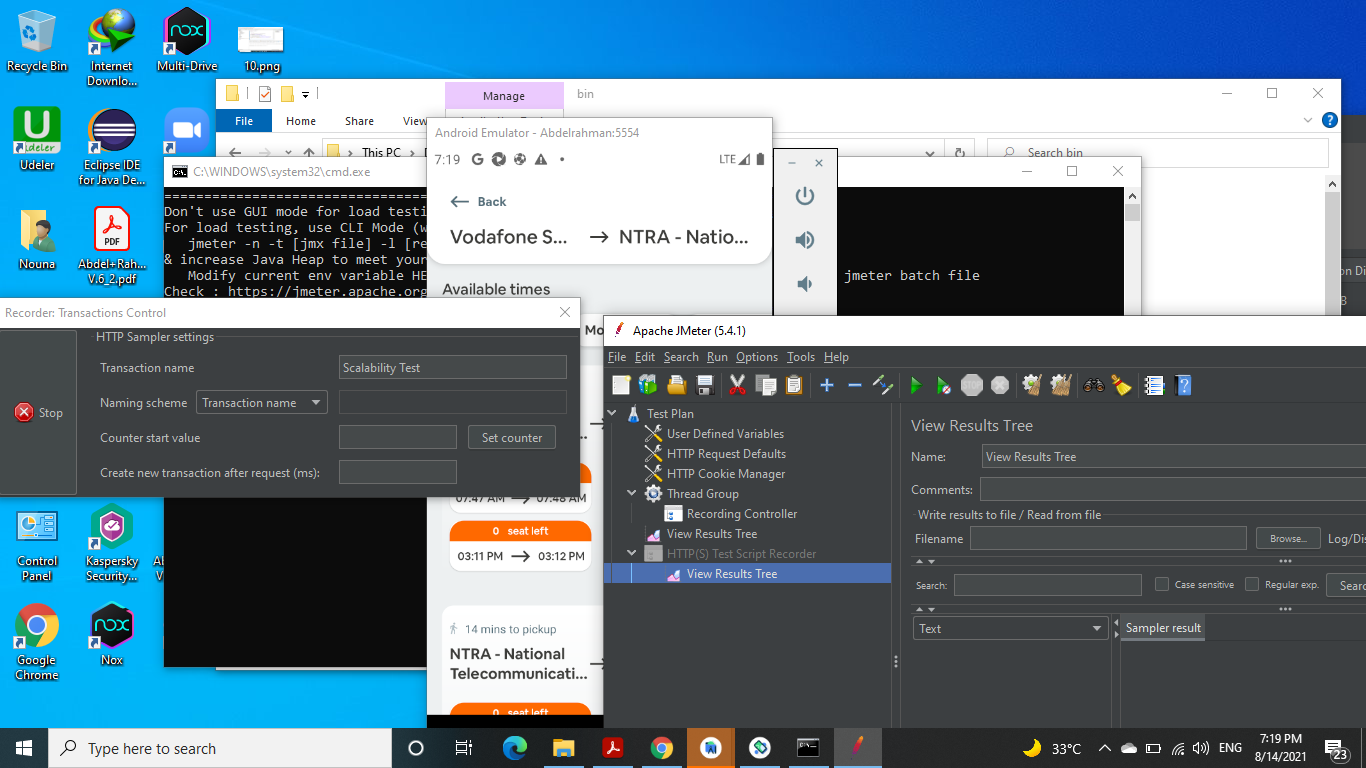 Recycle Bin
Internet
Downlo...
Multi-Drive
10.png
Udeler
Eclipse IDE
for Java De...
Nouna
PDF
Abdel+Rah...
V.6_2.pdf
Control
Panel
Kaspersky
Security...
Google
Chrome
nox
Nox
Manage
bin
File
Home
Share
View
This PC
Search bin
C:\WINDOWS\system32\cmd.exe
Don't use GUI mode for load testi
For load testing, use CLI Mode (w
jmeter -n -t [jmx file] -l [re
& increase Java Heap to meet your
Modify current env variable HE
jmeter batch file
Check : https://jmeter.apache.org
Android Emulator - Abdelrahman:5554
7:19
LTE
Back
Vodafone S... → NTRA - Natio...
Available times
Mo
07:47 AM → 07:48 AM
0 seat left
03:11 PM → 03:12 PM
14 mins to pickup
NTRA - National
Telecommunicati...
0 seat left
Recorder: Transactions Control
HTTP Sampler settings
Transaction name
Scalability Test
Naming scheme
Transaction name
Stop
Counter start value
Set counter
Create new transaction after request (ms):
Apache JMeter (5.4.1)
File Edit Search Run Options Tools Help
Test Plan
User Defined Variables
HTTP Request Defaults
HTTP Cookie Manager
Thread Group
Recording Controller
View Results Tree
HTTP(S) Test Script Recorder
View Results Tree
View Results Tree
Name: View Results Tree
Comments:
Write results to file / Read from file
Filename
Browse...
Log/Dis
Search:
Case sensitive
Regular exp.
Searc
Text
Sampler result
on Di
Type here to search
33°C
ENG
7:19 PM
8/14/2021
23